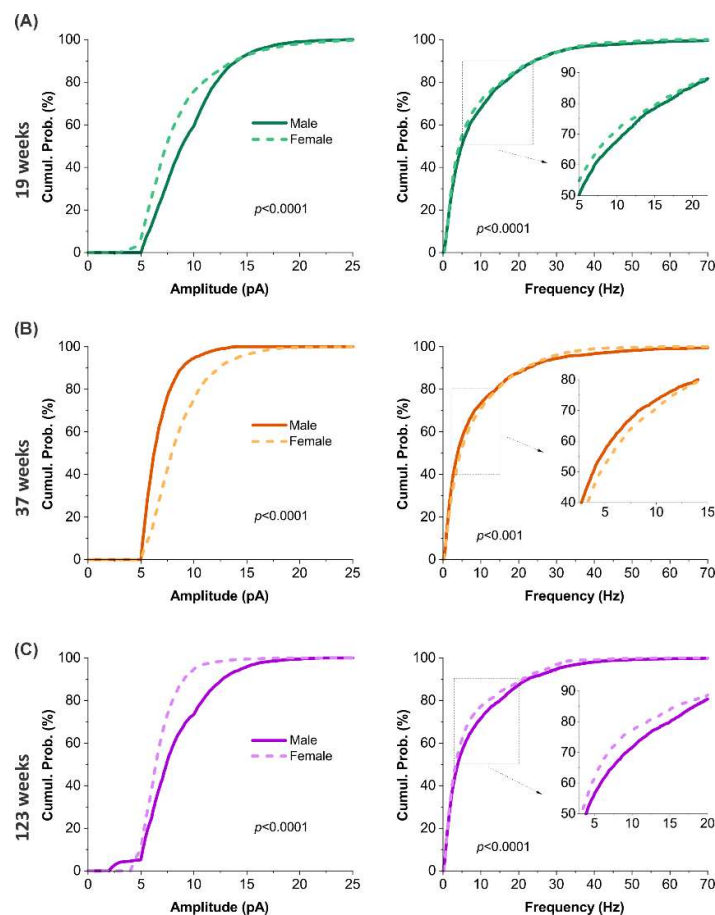 (A)
19 weeks
Cumul. Prob. (%)
100
80
60
40
20
0
Male
Female
p<0.0001
0 5 10 15 20 25
Amplitude (pA)
Cumul. Prob. (%)
100
80
60
40
20
0
90
80
70
60
50
5 10 15 20
p<0.0001
0 10 20 30 40 50 60 70
Frequency (Hz)
(B)
37 weeks
Cumul. Prob. (%)
100
80
60
40
20
0
Male
Female
p<0.0001
0 5 10 15 20 25
Amplitude (pA)
Cumul. Prob. (%)
100
80
60
40
20
0
80
70
60
50
40
5 10 15
p<0.001
0 10 20 30 40 50 60 70
Frequency (Hz)
(C)
123 weeks
Cumul. Prob. (%)
100
80
60
40
20
0
Male
Female
p<0.0001
0 5 10 15 20 25
Amplitude (pA)
Cumul. Prob. (%)
100
80
60
40
20
0
90
80
70
60
50
5 10 15 20
p<0.0001
0 10 20 30 40 50 60 70
Frequency (Hz)